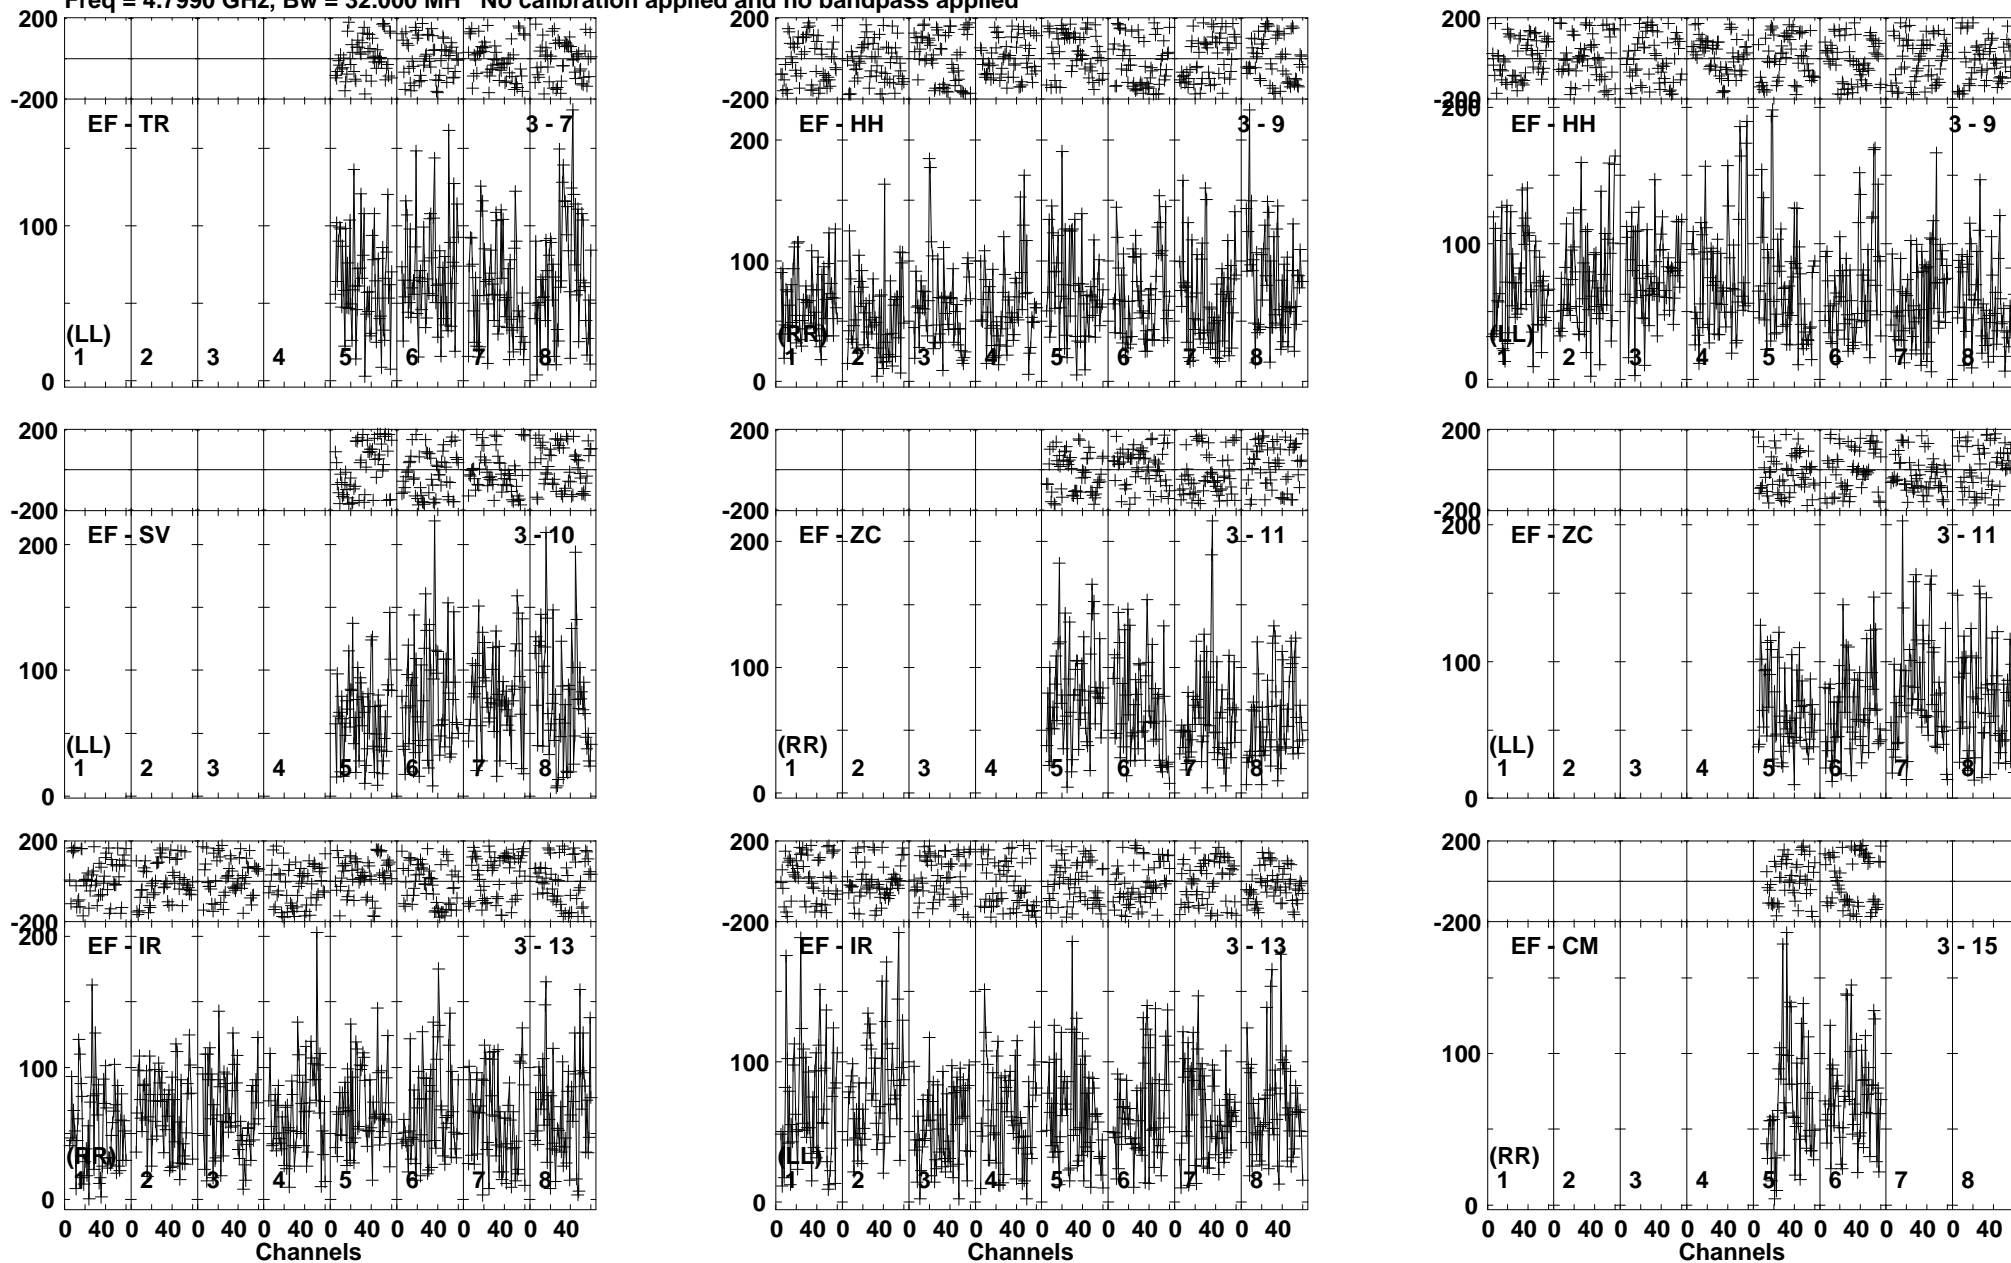 Freq = 4.7990 GHz, Bw = 32.000 MH No calibration applied and no bandpass applied
200 200 200
-200 -200 -200
EF - TR 3 - 7 EF - HH 3 - 9 EF - HH 3 - 9
200 200
100 100 100
(LL) (RR) (LL)
1 2 3 4 5 6 7 8 1 2 3 4 5 6 7 8 1 2 3 4 5 6 7 8
0 0 0
200 200 200
-200 -200 -200
EF - SV 3 - 10 EF - ZC 3 - 11 EF - ZC 3 - 11
200 200 200
100 100 100
(LL) (RR) (LL)
1 2 3 4 5 6 7 8 1 2 3 4 5 6 7 8 1 2 3 4 5 6 7 8
0 0 0
200 200 200
-200 -200 -200
EF - IR 3 - 13 EF - IR 3 - 13 EF - CM 3 - 15
200
100 100 100
(RR) (LL) (RR)
1 2 3 4 5 6 7 8 1 2 3 4 5 6 7 8 1 2 3 4 5 6 7 8
0 0 0
0 40 0 40 0 40 0 40 0 40 0 40 0 40 0 40 0 40 0 40 0 40 0 40 0 40 0 40 0 40 0 40 0 40 0 40 0 40 0 40 0 40 0 40 0 40 0 40
Channels Channels Channels